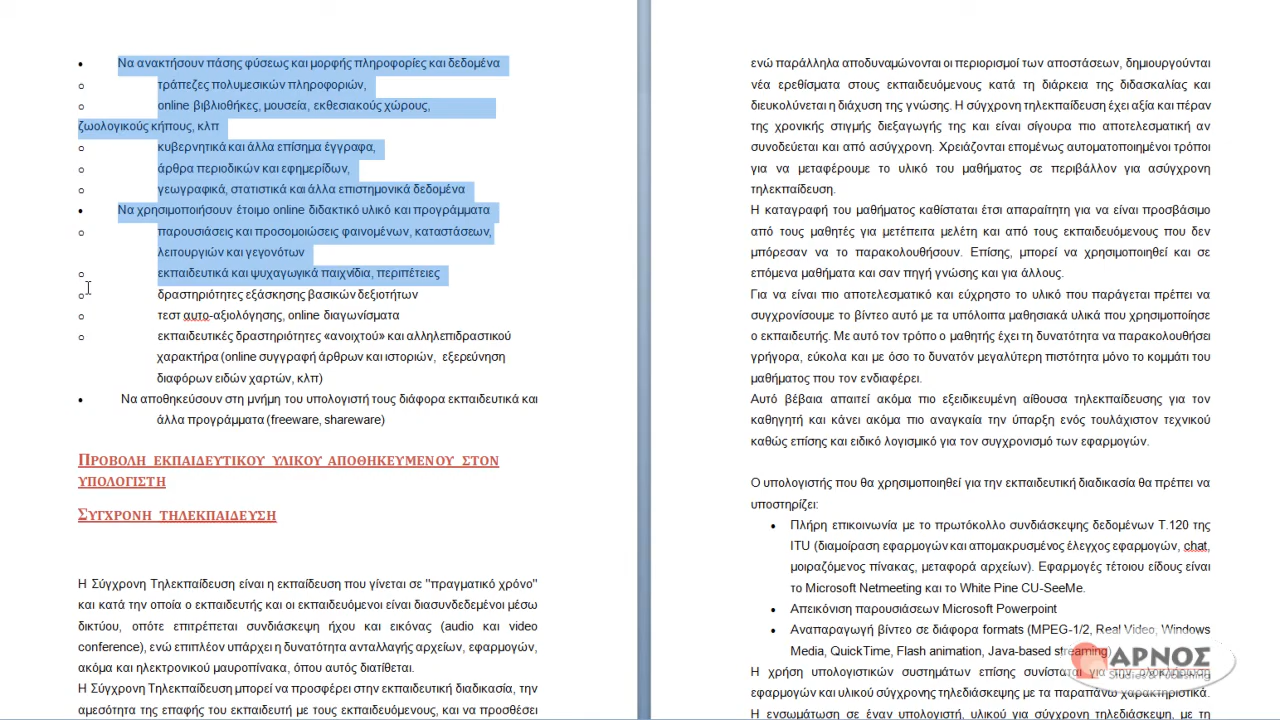 • Να ανακτήσουν πάσης φύσεως και μορφής πληροφορίες και δεδομένα
o τράπεζες πολυμεσικών πληροφοριών,
o online βιβλιοθήκες, μουσεία, εκθεσιακούς χώρους,
ζωολογικούς κήπους, κλπ
o κυβερνητικά και άλλα επίσημα έγγραφα,
o άρθρα περιοδικών και εφημερίδων,
o γεωγραφικά, στατιστικά και άλλα επιστημονικά δεδομένα
• Να χρησιμοποιήσουν έτοιμο online διδακτικό υλικό και προγράμματα
o παρουσιάσεις και προσομοιώσεις φαινομένων, καταστάσεων,
λειτουργιών και γεγονότων
o εκπαιδευτικά και ψυχαγωγικά παιχνίδια, περιπέτειες
o δραστηριότητες εξάσκησης βασικών δεξιοτήτων
o τεστ αυτο-αξιολόγησης, online διαγωνίσματα
o εκπαιδευτικές δραστηριότητες «ανοιχτού» και αλληλεπιδραστικού
χαρακτήρα (online συγγραφή άρθρων και ιστοριών, εξερεύνηση
διαφόρων ειδών χαρτών, κλπ)
• Να αποθηκεύσουν στη μνήμη του υπολογιστή τους διάφορα εκπαιδευτικά και
άλλα προγράμματα (freeware, shareware)
ΠΡΟΒΟΛΗ ΕΚΠΑΙΔΕΥΤΙΚΟΥ ΥΛΙΚΟΥ ΑΠΟΘΗΚΕΥΜΕΝΟΥ ΣΤΟΝ
ΥΠΟΛΟΓΙΣΤΗ
ΣΥΓΧΡΟΝΗ ΤΗΛΕΚΠΑΙΔΕΥΣΗ
Η Σύγχρονη Τηλεκπαίδευση είναι η εκπαίδευση που γίνεται σε "πραγματικό χρόνο"
και κατά την οποία ο εκπαιδευτής και οι εκπαιδευόμενοι είναι διασυνδεδεμένοι μέσω
δικτύου, οπότε επιτρέπεται συνδιάσκεψη ήχου και εικόνας (audio και video
conference), ενώ επιπλέον υπάρχει η δυνατότητα ανταλλαγής αρχείων, εφαρμογών,
ακόμα και ηλεκτρονικού μαυροπίνακα, όπου αυτός διατίθεται.
Η Σύγχρονη Τηλεκπαίδευση μπορεί να προσφέρει στην εκπαιδευτική διαδικασία, την
αμεσότητα της επαφής του εκπαιδευτή με τους εκπαιδευόμενους, και να προσθέσει
ενώ παράλληλα αποδυναμώνονται οι περιορισμοί των αποστάσεων, δημιουργούνται
νέα ερεθίσματα στους εκπαιδευόμενους κατά τη διάρκεια της διδασκαλίας και
διευκολύνεται η διάχυση της γνώσης. Η σύγχρονη τηλεκπαίδευση έχει αξία και πέραν
της χρονικής στιγμής διεξαγωγής της και είναι σίγουρα πιο αποτελεσματική αν
συνοδεύεται και από ασύγχρονη. Χρειάζονται επομένως αυτοματοποιημένοι τρόποι
για να μεταφέρουμε το υλικό του μαθήματος σε περιβάλλον για ασύγχρονη
τηλεκπαίδευση.
Η καταγραφή του μαθήματος καθίσταται έτσι απαραίτητη για να είναι προσβάσιμο
από τους μαθητές για μετέπειτα μελέτη και από τους εκπαιδευόμενους που δεν
μπόρεσαν να το παρακολουθήσουν. Επίσης, μπορεί να χρησιμοποιηθεί και σε
επόμενα μαθήματα και σαν πηγή γνώσης και για άλλους.
Για να είναι πιο αποτελεσματικό και εύχρηστο το υλικό που παράγεται πρέπει να
συγχρονίσουμε το βίντεο αυτό με τα υπόλοιπα μαθησιακά υλικά που χρησιμοποίησε
ο εκπαιδευτής. Με αυτό τον τρόπο ο μαθητής έχει τη δυνατότητα να παρακολουθήσει
γρήγορα, εύκολα και με όσο το δυνατόν μεγαλύτερη πιστότητα μόνο το κομμάτι του
μαθήματος που τον ενδιαφέρει.
Αυτό βέβαια απαιτεί ακόμα πιο εξειδικευμένη αίθουσα τηλεκπαίδευσης για τον
καθηγητή και κάνει ακόμα πιο αναγκαία την ύπαρξη ενός τουλάχιστον τεχνικού
καθώς επίσης και ειδικό λογισμικό για τον συγχρονισμό των εφαρμογών.
Ο υπολογιστής που θα χρησιμοποιηθεί για την εκπαιδευτική διαδικασία θα πρέπει να
υποστηρίζει:
• Πλήρη επικοινωνία με το πρωτόκολλο συνδιάσκεψης δεδομένων T.120 της
ITU (διαμοίραση εφαρμογών και απομακρυσμένος έλεγχος εφαρμογών, chat,
μοιραζόμενος πίνακας, μεταφορά αρχείων). Εφαρμογές τέτοιου είδους είναι
το Microsoft Netmeeting και το White Pine CU-SeeMe.
• Απεικόνιση παρουσιάσεων Microsoft Powerpoint
• Αναπαραγωγή βίντεο σε διάφορα formats (MPEG-1/2, Real Video, Windows
Media, QuickTime, Flash animation, Java-based streaming)
Η χρήση υπολογιστικών συστημάτων επίσης συνίσταται για την ολοκλήρωση
εφαρμογών και υλικού σύγχρονης τηλεδιάσκεψης με τα παραπάνω χαρακτηριστικά.
Η ενσωμάτωση σε έναν υπολογιστή, υλικού για σύγχρονη τηλεδιάσκεψη, με τη
ΑΡΝΟΣ
Studies & Publishing